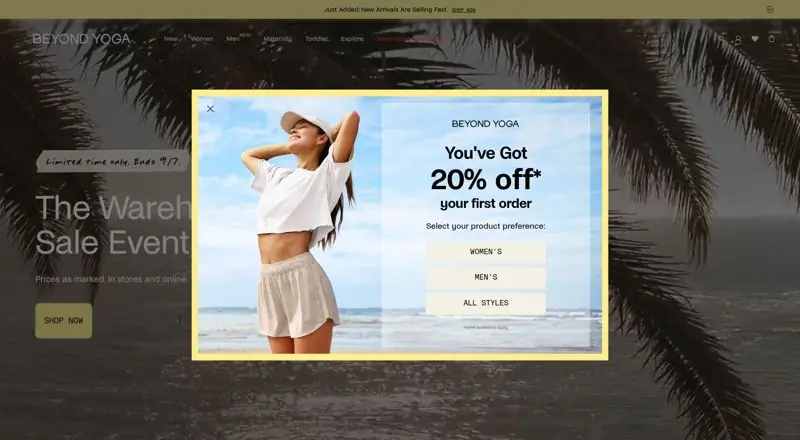 Just Added: New Arrivals Are Selling Fast. SHOP NOW
BEYOND YOGA
New
Women
Men
NEW
Maternity
Toddler
Explore
Limited time only. Ends 9/7.
The Wareh
Sale Event
Prices as marked. In stores and online.
SHOP NOW
BEYOND YOGA
You've Got
20% off*
your first order
Select your product preference:
WOMEN'S
MEN'S
ALL STYLES